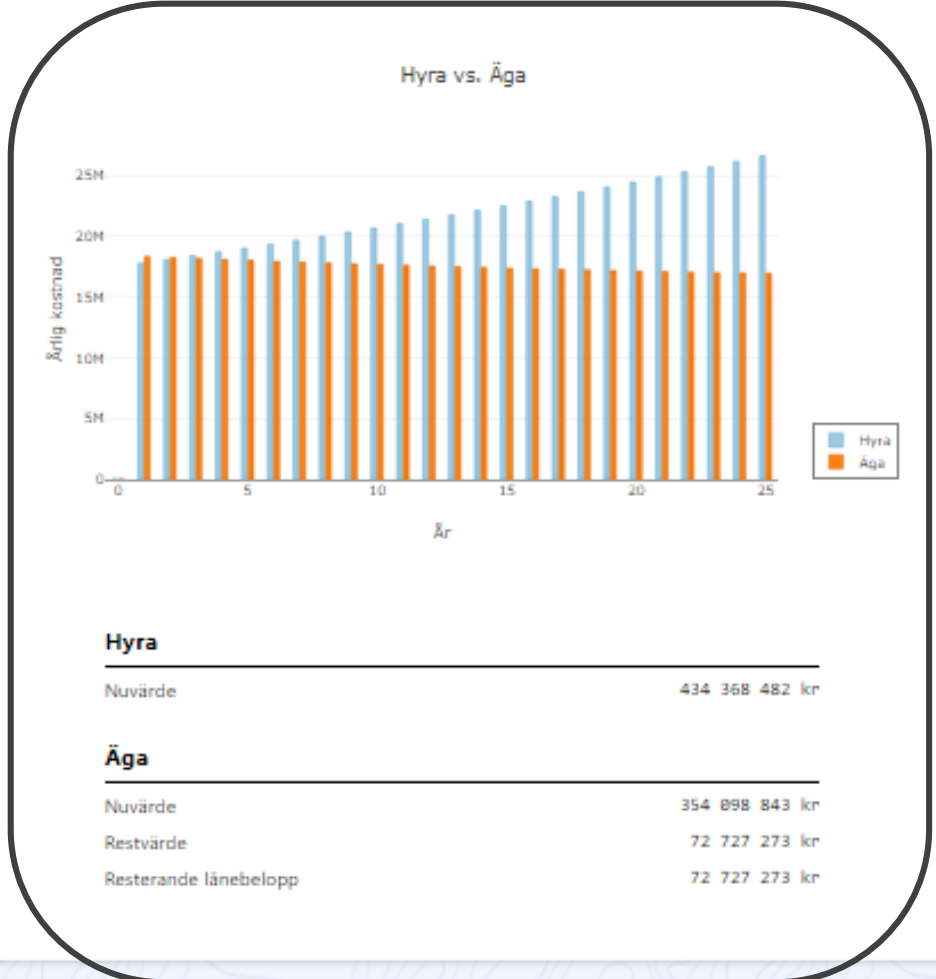 Hyra vs. Äga
25M
20M
15M
10M
5M
0
Årlig kostnad
0 5 10 15 20 25
År
Hyra
Äga
Hyra
Nuvärde 434 368 482 kr
Äga
Nuvärde 354 098 843 kr
Restvärde 72 727 273 kr
Resterande lånebelopp 72 727 273 kr